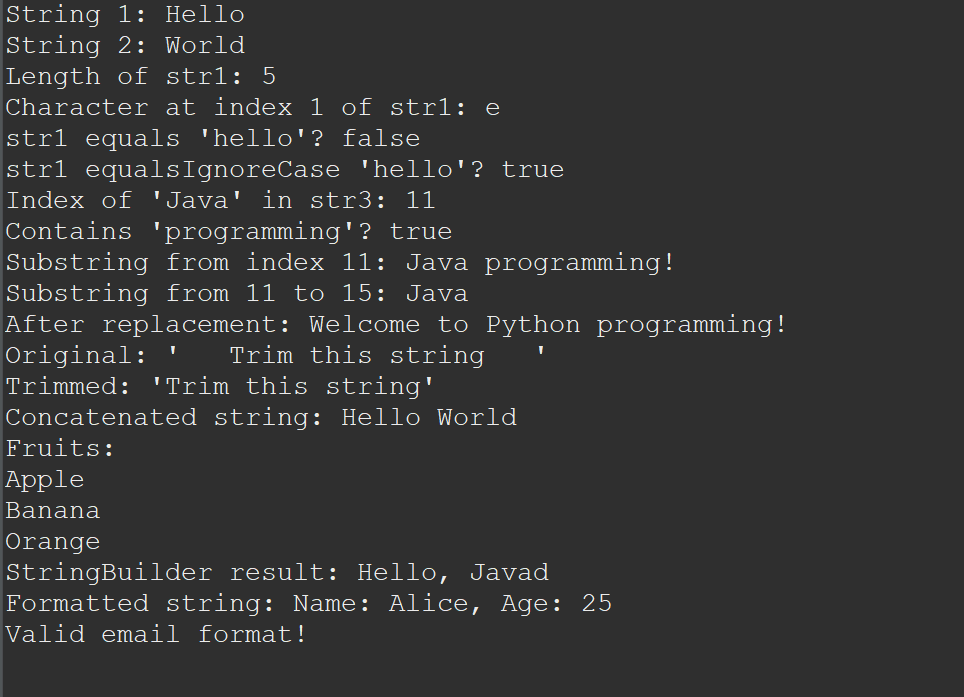 String 1: Hello
String 2: World
Length of str1: 5
Character at index 1 of str1: e
str1 equals 'hello'? false
str1 equalsIgnoreCase 'hello'? true
Index of 'Java' in str3: 11
Contains 'programming'? true
Substring from index 11: Java programming!
Substring from 11 to 15: Java
After replacement: Welcome to Python programming!
Original: '   Trim this string   '
Trimmed: 'Trim this string'
Concatenated string: Hello World
Fruits:
Apple
Banana
Orange
StringBuilder result: Hello, Javad
Formatted string: Name: Alice, Age: 25
Valid email format!